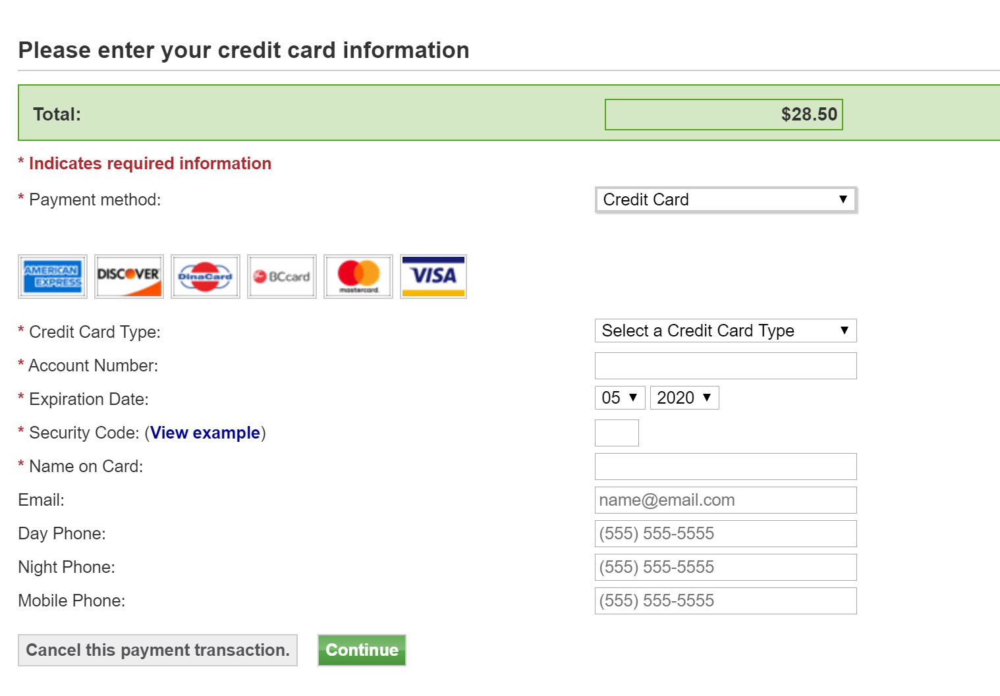 Please enter your credit card information
Total: $28.50
* Indicates required information
* Payment method: Credit Card ▼
AMERICAN EXPRESS DISCOVER DinaCard BCcard mastercard. VISA
* Credit Card Type: Select a Credit Card Type ▼
* Account Number:
* Expiration Date: 05 ▼ 2020 ▼
* Security Code: (View example)
* Name on Card:
Email: name@email.com
Day Phone: (555) 555-5555
Night Phone: (555) 555-5555
Mobile Phone: (555) 555-5555
Cancel this payment transaction. Continue